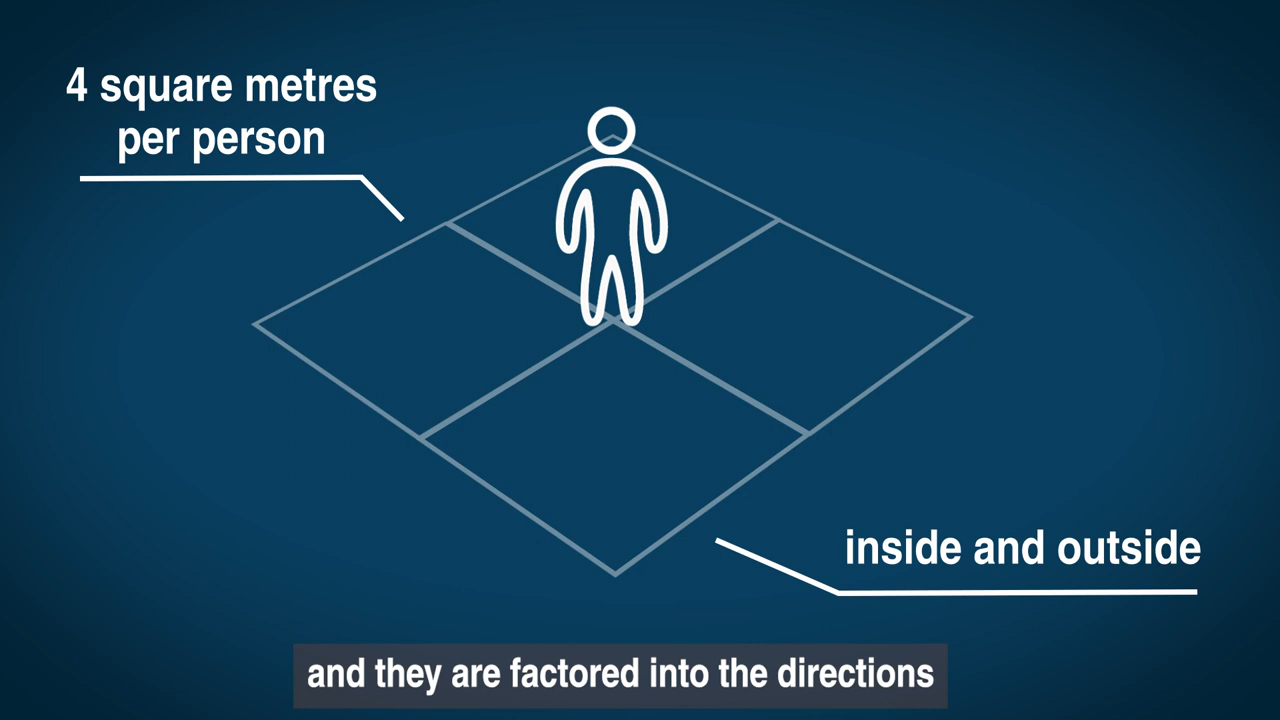 4 square metres
per person
inside and outside
and they are factored into the directions